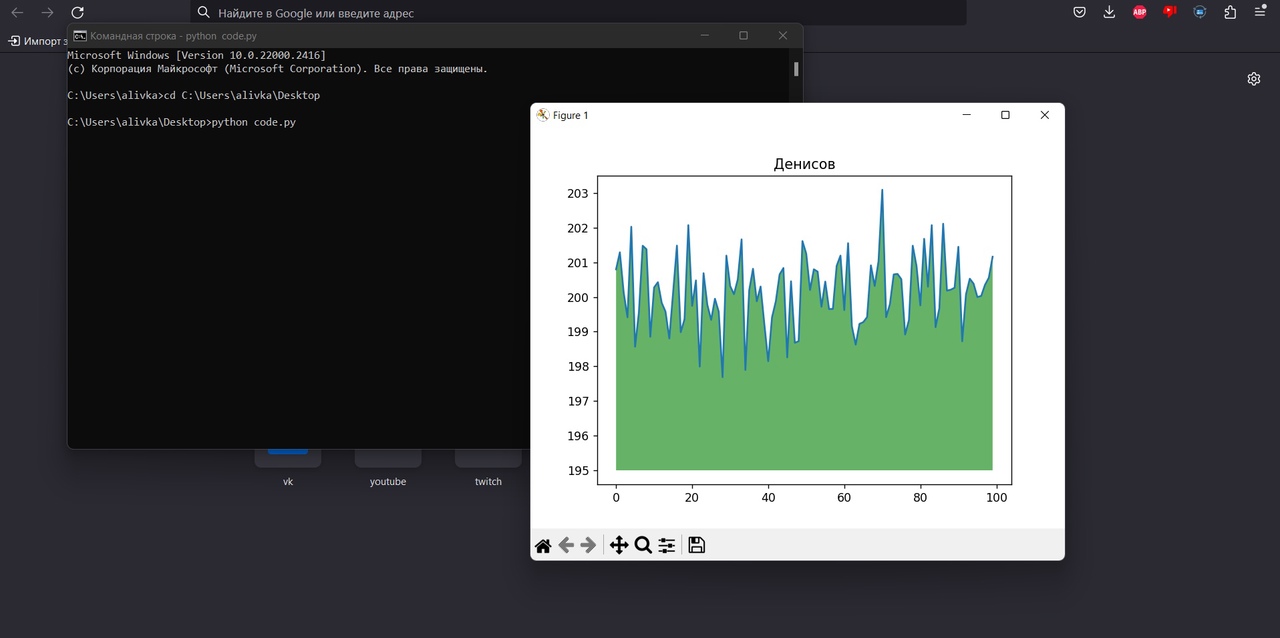 Найдите в Google или введите адрес
ABP
Импорт з
Командная строка - python code.py
Microsoft Windows [Version 10.0.22000.2416]
(c) Корпорация Майкрософт (Microsoft Corporation). Все права защищены.
C:\Users\alivka>cd C:\Users\alivka\Desktop
C:\Users\alivka\Desktop>python code.py
Figure 1
Денисов
203
202
201
200
199
198
197
196
195
0 20 40 60 80 100
vk youtube twitch